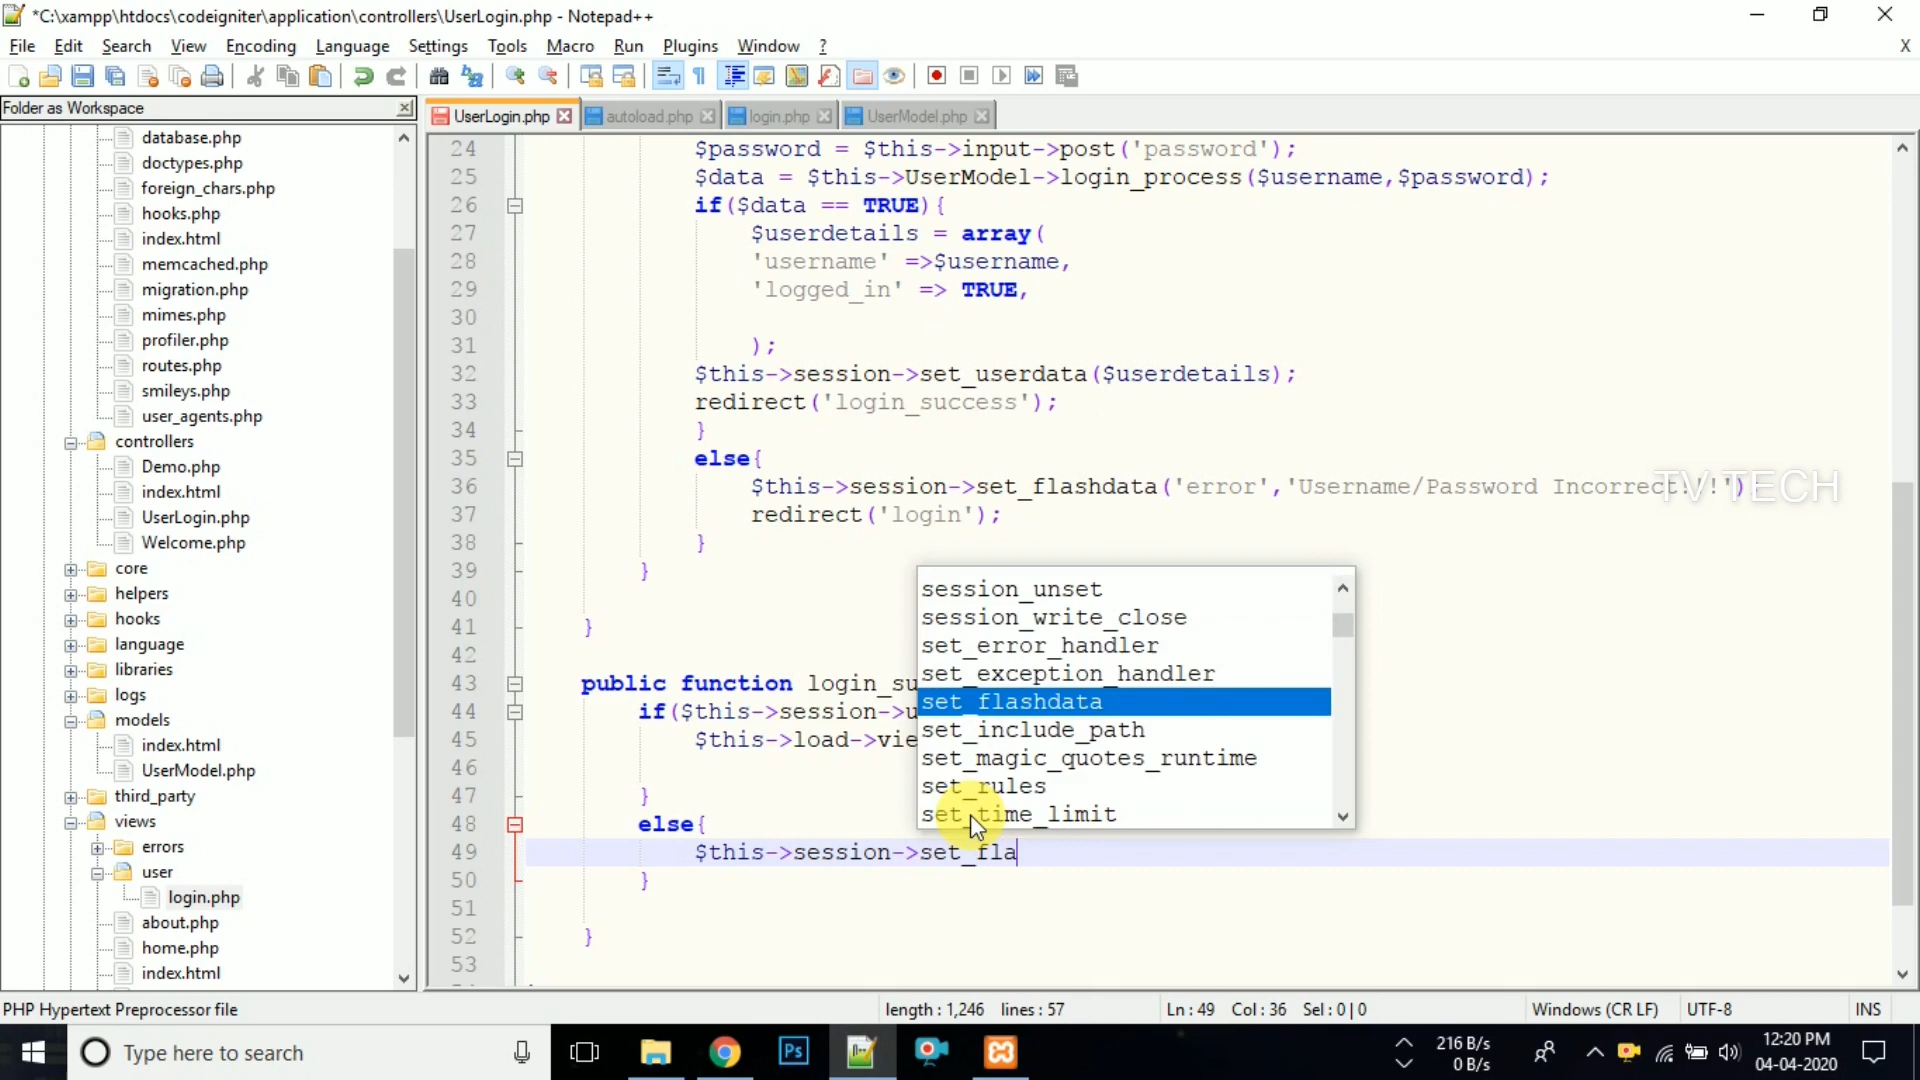 *C:\xampp\htdocs\codeigniter\application\controllers\UserLogin.php - Notepad++
File Edit Search View Encoding Language Settings Tools Macro Run Plugins Window ?
X
Folder as Workspace
database.php
doctypes.php
foreign_chars.php
hooks.php
index.html
memcached.php
migration.php
mimes.php
profiler.php
routes.php
smileys.php
user_agents.php
controllers
Demo.php
index.html
UserLogin.php
Welcome.php
core
helpers
hooks
language
libraries
logs
models
index.html
UserModel.php
third_party
views
errors
user
login.php
about.php
home.php
index.html
UserLogin.php autoload.php login.php UserModel.php
24 $password = $this->input->post('password');
25 $data = $this->UserModel->login_process($username,$password);
26 if($data == TRUE){
27 $userdetails = array(
28 'username' =>$username,
29 'logged_in' => TRUE,
30
31 );
32 $this->session->set_userdata($userdetails);
33 redirect('login_success');
34 }
35 else{
36 $this->session->set_flashdata('error','Username/Password Incorrect!!')
37 redirect('login');
38 }
39 }
40
41 }
42
43 public function login_su
44 if($this->session->u
45 $this->load->vie
46
47 }
48 else{
49 $this->session->set_fla
50 }
51
52 }
53
session_unset
session_write_close
set_error_handler
set_exception_handler
set_flashdata
set_include_path
set_magic_quotes_runtime
set_rules
set_time_limit
TV TECH
PHP Hypertext Preprocessor file length : 1,246 lines : 57 Ln : 49 Col : 36 Sel : 0 | 0 Windows (CR LF) UTF-8 INS
Type here to search
Ps
216 B/s
0 B/s
12:20 PM
04-04-2020